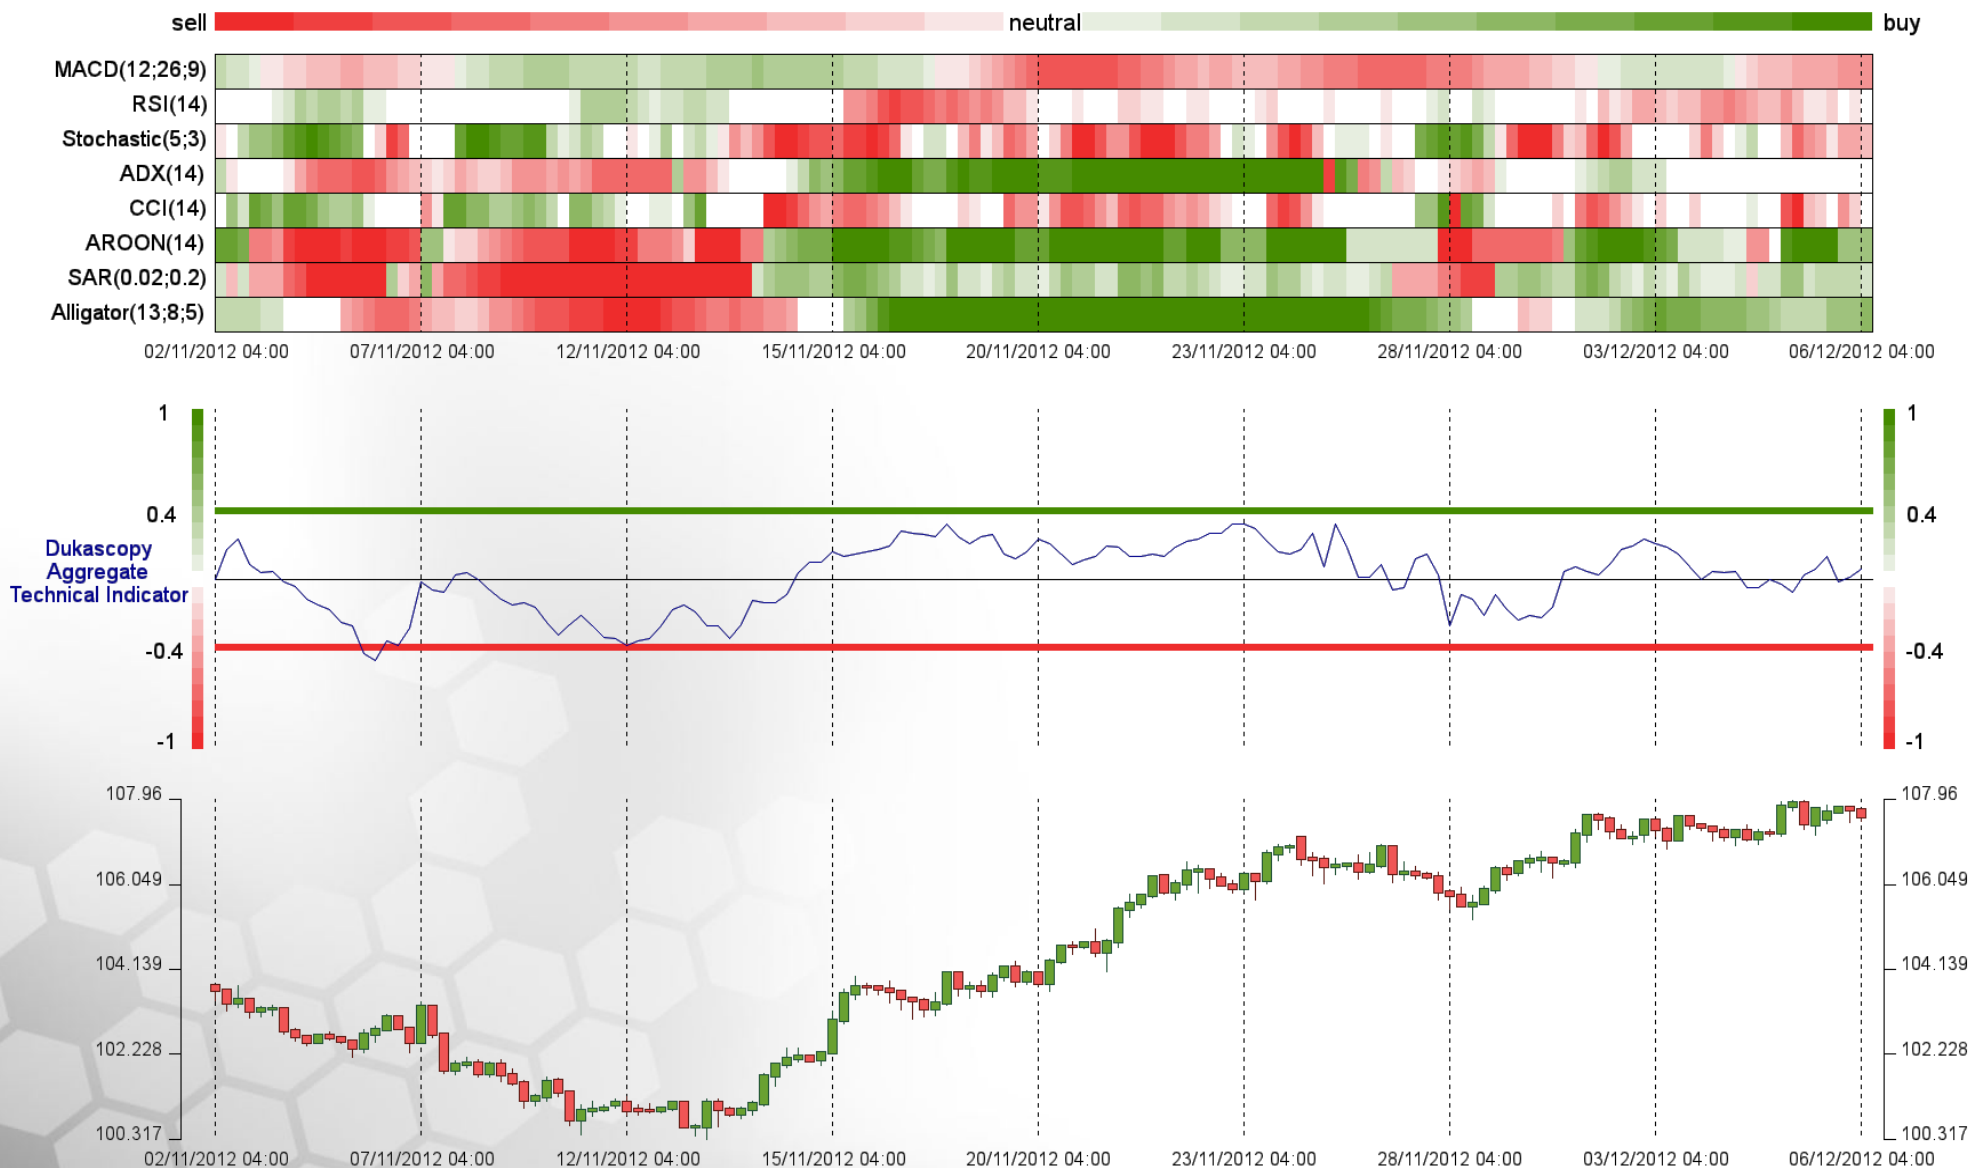 sell neutral buy
MACD(12;26;9)
RSI(14)
Stochastic(5;3)
ADX(14)
CCI(14)
AROON(14)
SAR(0.02;0.2)
Alligator(13;8;5)
02/11/2012 04:00 07/11/2012 04:00 12/11/2012 04:00 15/11/2012 04:00 20/11/2012 04:00 23/11/2012 04:00 28/11/2012 04:00 03/12/2012 04:00 06/12/2012 04:00
1 1
0.4 0.4
Dukascopy
Aggregate
Technical Indicator
-0.4 -0.4
-1 -1
107.96 107.96
106.049 106.049
104.139 104.139
102.228 102.228
100.317 100.317
02/11/2012 04:00 07/11/2012 04:00 12/11/2012 04:00 15/11/2012 04:00 20/11/2012 04:00 23/11/2012 04:00 28/11/2012 04:00 03/12/2012 04:00 06/12/2012 04:00